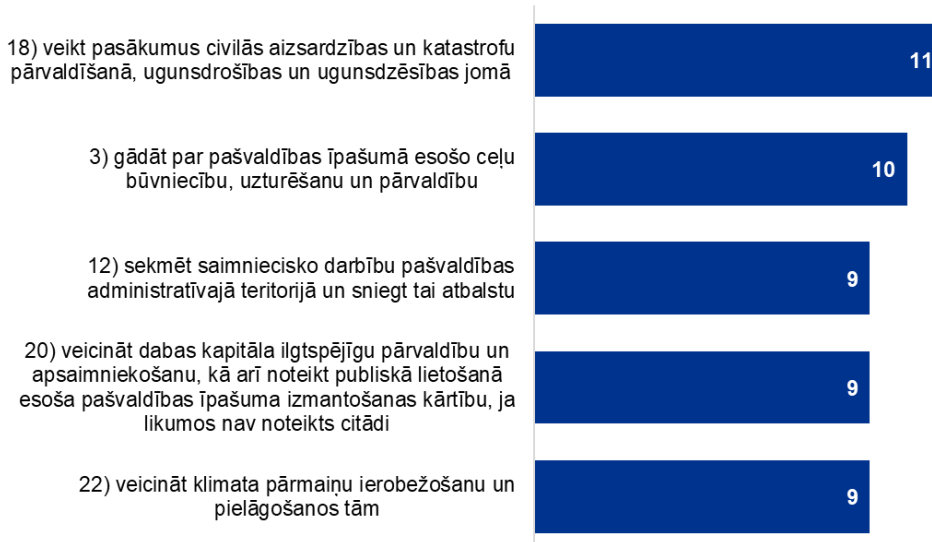 18) veikt pasākumus civilās aizsardzības un katastrofu
pārvaldīšanā, ugunsdrošības un ugunsdzēsības jomā
11
3) gādāt par pašvaldības īpašumā esošo ceļu
būvniecību, uzturēšanu un pārvaldību
10
12) sekmēt saimniecisko darbību pašvaldības
administratīvajā teritorijā un sniegt tai atbalstu
9
20) veicināt dabas kapitāla ilgtspējīgu pārvaldību un
apsaimniekošanu, kā arī noteikt publiskā lietošanā
esoša pašvaldības īpašuma izmantošanas kārtību, ja
likumos nav noteikts citādi
9
22) veicināt klimata pārmaiņu ierobežošanu un
pielāgošanos tām
9